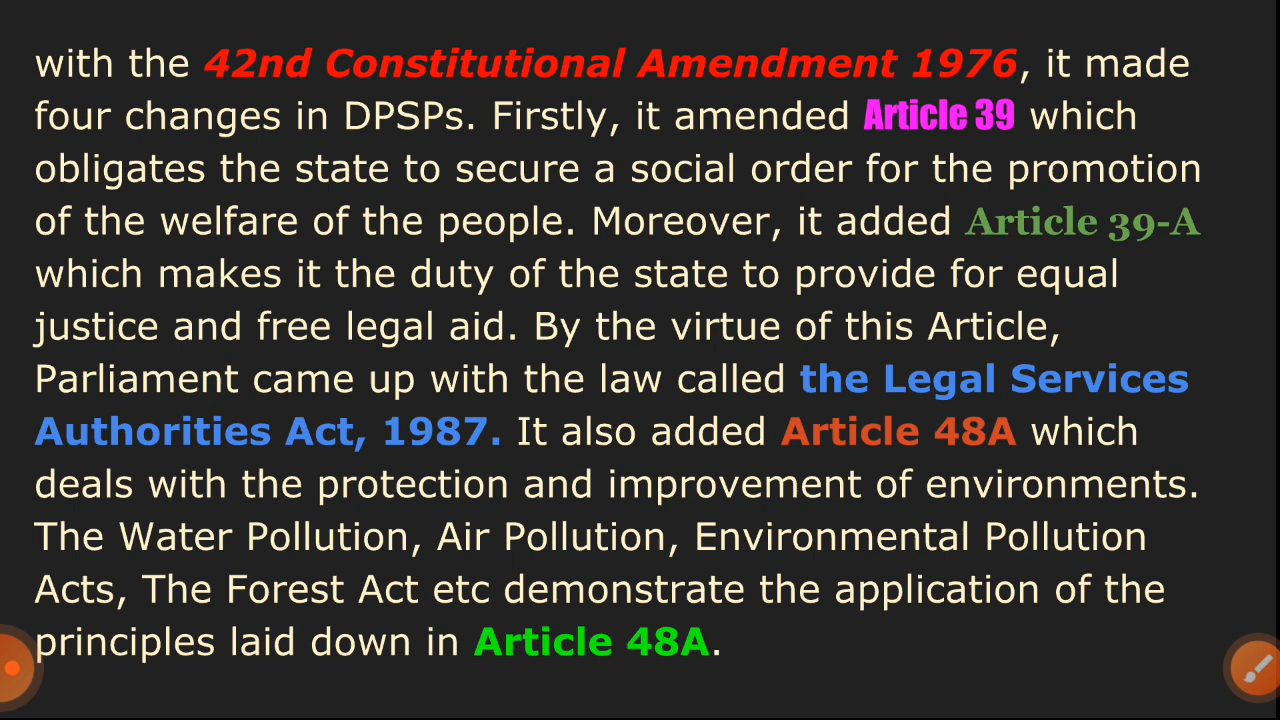 with the 42nd Constitutional Amendment 1976, it made
four changes in DPSPs. Firstly, it amended Article 39 which
obligates the state to secure a social order for the promotion
of the welfare of the people. Moreover, it added Article 39-A
which makes it the duty of the state to provide for equal
justice and free legal aid. By the virtue of this Article,
Parliament came up with the law called the Legal Services
Authorities Act, 1987. It also added Article 48A which
deals with the protection and improvement of environments.
The Water Pollution, Air Pollution, Environmental Pollution
Acts, The Forest Act etc demonstrate the application of the
principles laid down in Article 48A.